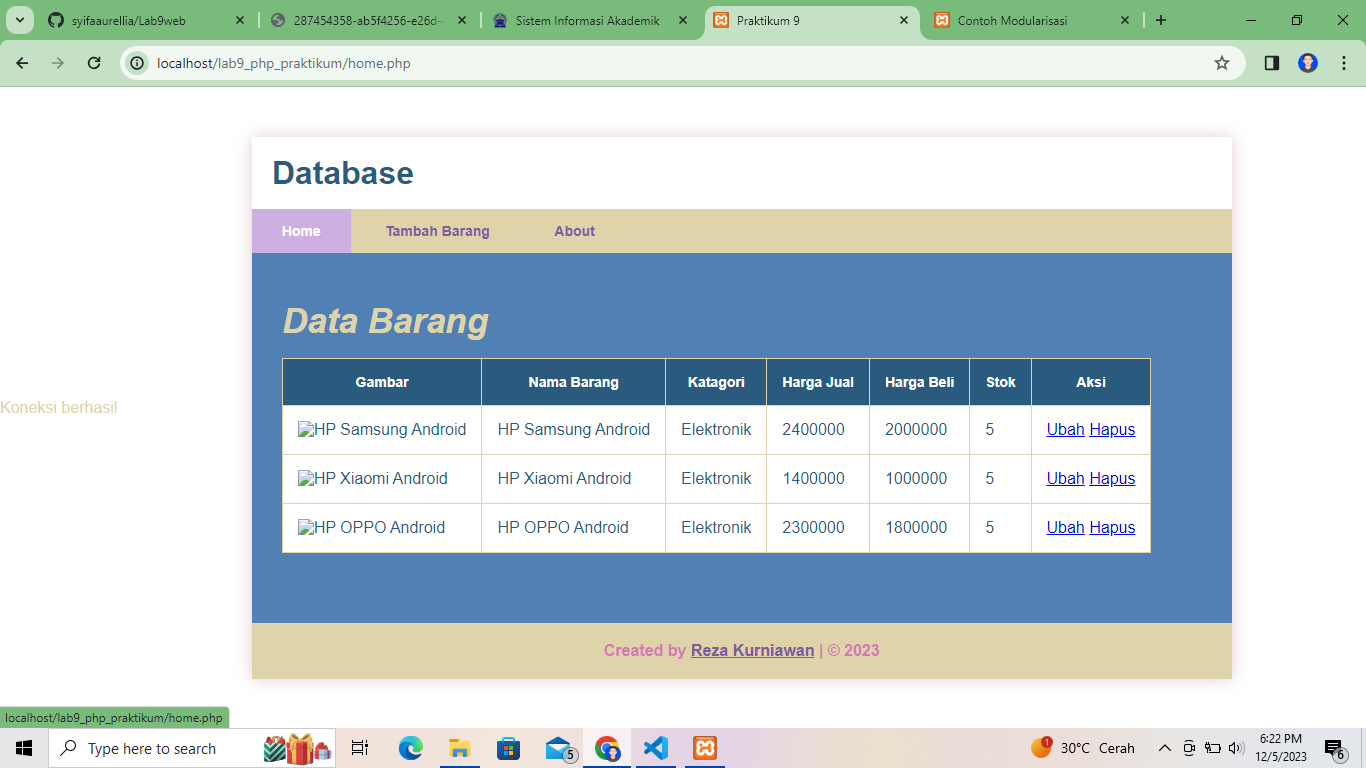 syifaaurellia/Lab9web
287454358-ab5f4256-e26d-
Sistem Informasi Akademik
Praktikum 9
Contoh Modularisasi
localhost/lab9_php_praktikum/home.php
Database
Home Tambah Barang About
Data Barang
Gambar Nama Barang Katagori Harga Jual Harga Beli Stok Aksi
Koneksi berhasil
HP Samsung Android HP Samsung Android Elektronik 2400000 2000000 5 Ubah Hapus
HP Xiaomi Android HP Xiaomi Android Elektronik 1400000 1000000 5 Ubah Hapus
HP OPPO Android HP OPPO Android Elektronik 2300000 1800000 5 Ubah Hapus
Created by Reza Kurniawan | © 2023
localhost/lab9_php_praktikum/home.php
Type here to search
5
1
30°C Cerah
6:22 PM
12/5/2023
6